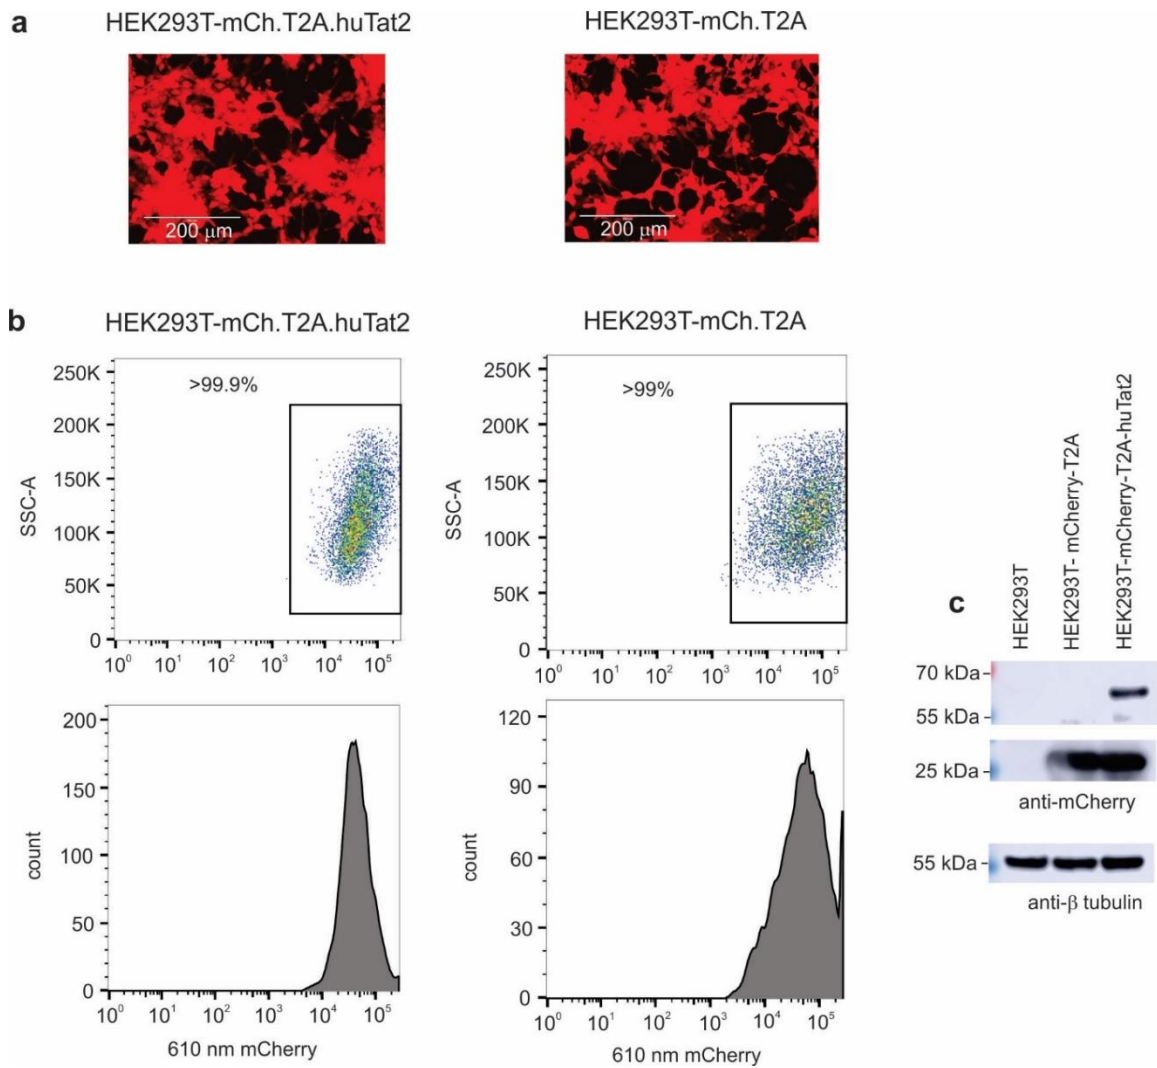 a
HEK293T-mCh.T2A.huTat2
HEK293T-mCh.T2A
200 μm
200 μm
b
HEK293T-mCh.T2A.huTat2
HEK293T-mCh.T2A
250K
200K
150K
100K
50K
0
SSC-A
>99.9%
10⁰ 10¹ 10² 10³ 10⁴ 10⁵
250K
200K
150K
100K
50K
0
SSC-A
>99%
10⁰ 10¹ 10² 10³ 10⁴ 10⁵
200
150
100
50
0
count
10⁰ 10¹ 10² 10³ 10⁴ 10⁵
610 nm mCherry
120
90
60
30
0
count
10⁰ 10¹ 10² 10³ 10⁴ 10⁵
610 nm mCherry
c
HEK293T
HEK293T- mCherry-T2A
HEK293T-mCherry-T2A-huTat2
70 kDa
55 kDa
25 kDa
anti-mCherry
55 kDa
anti-β tubulin